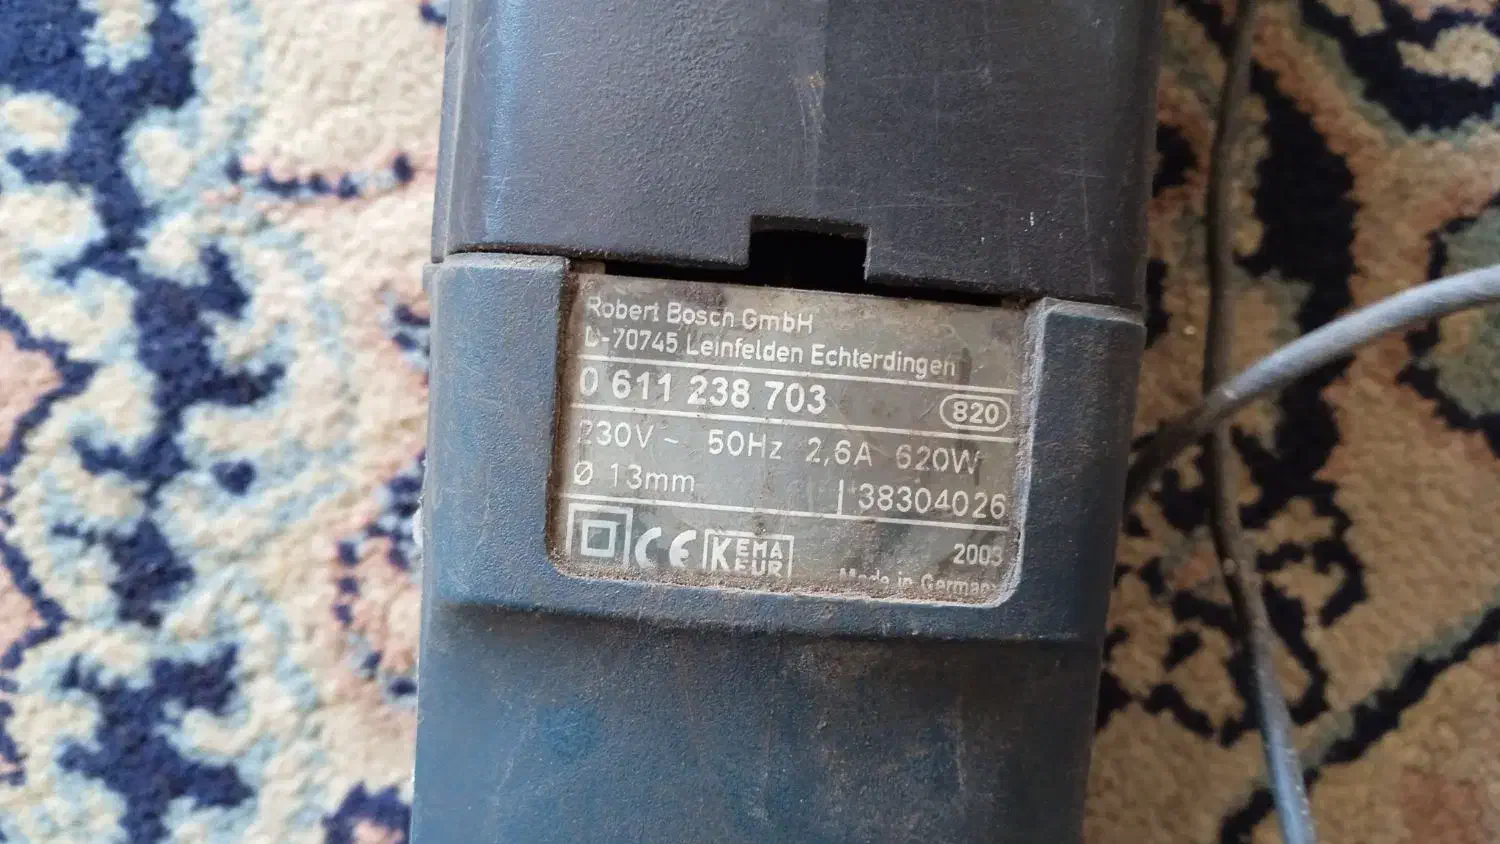 Robert Bosch GmbH
D-70745 Leinfelden Echterdingen
0 611 238 703
820
230V ~ 50Hz 2,6A 620W
Ø 13mm
38304026
CE KEMA EUR
2003
Made in Germany